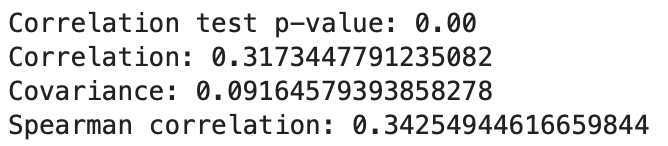 Correlation test p-value: 0.00
Correlation: 0.3173447791235082
Covariance: 0.09164579393858278
Spearman correlation: 0.34254944616659844